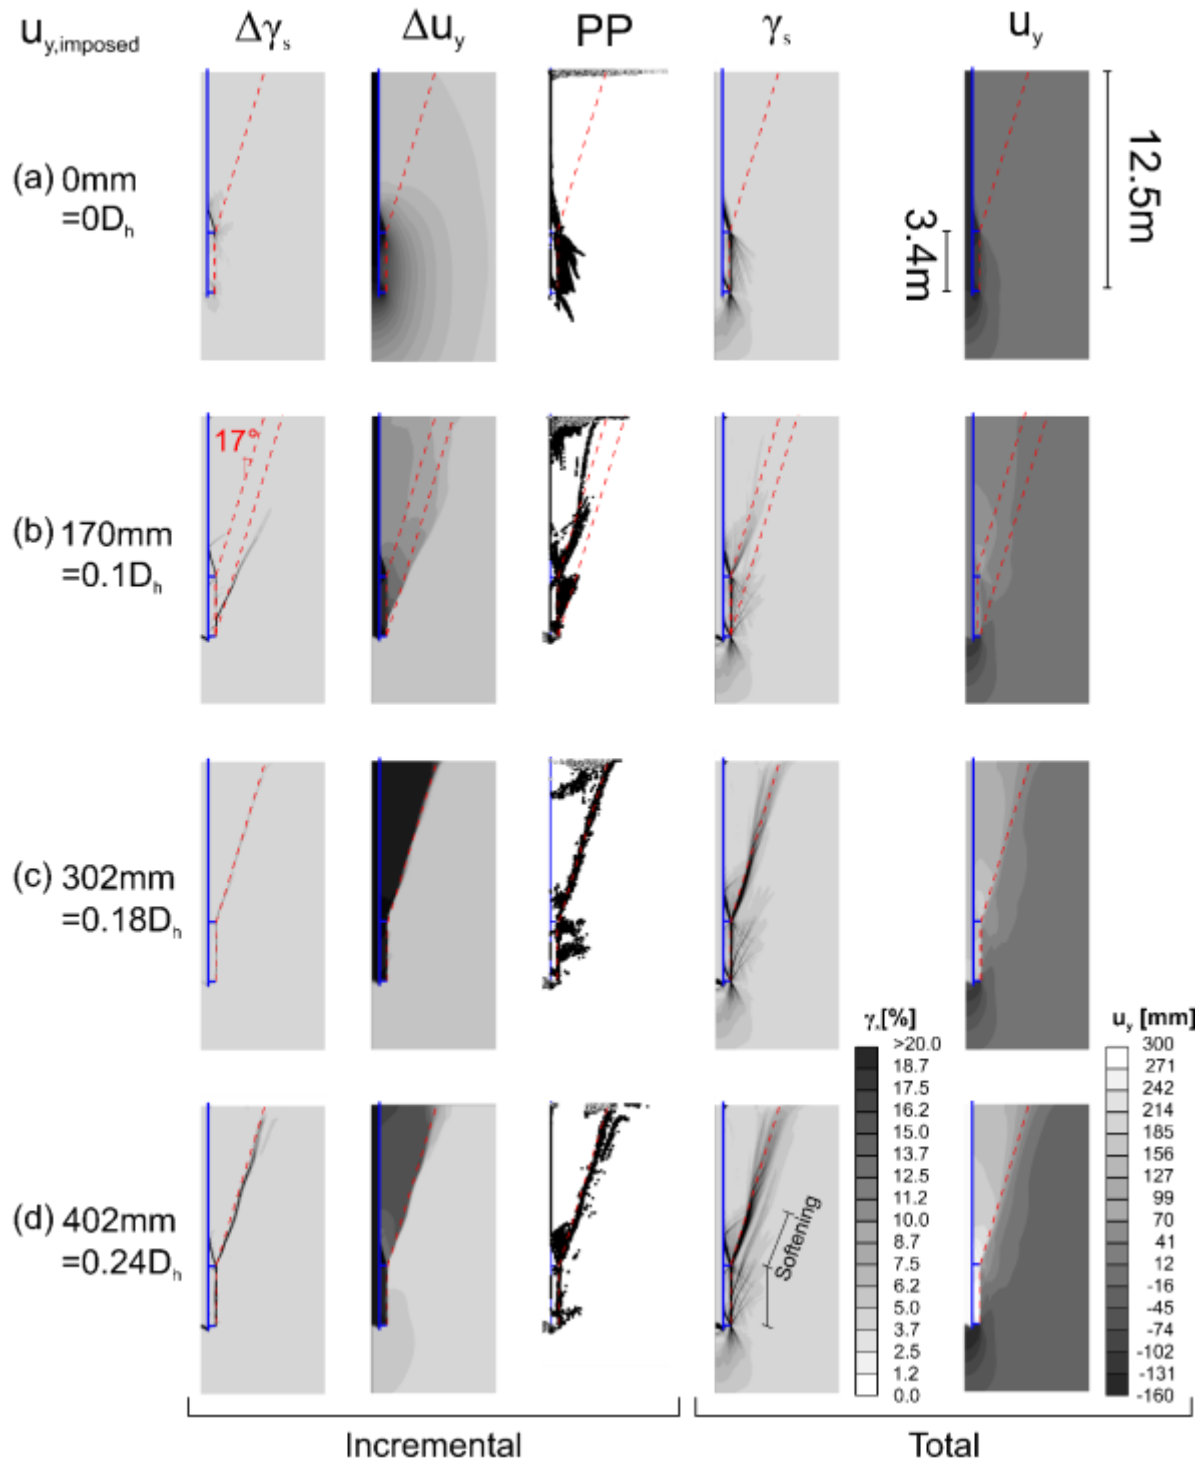 u_y,imposed Δγ_s Δu_y PP γ_s u_y
(a) 0mm
=0D_h
12.5m
3.4m
17°
(b) 170mm
=0.1D_h
(c) 302mm
=0.18D_h
γ_s[%]
>20.0
18.7
17.5
16.2
15.0
13.7
12.5
11.2
10.0
8.7
7.5
6.2
5.0
3.7
2.5
1.2
0.0
u_y [mm]
300
271
242
214
185
156
127
99
70
41
12
-16
-45
-74
-102
-131
-160
(d) 402mm
=0.24D_h
Softening
Incremental
Total